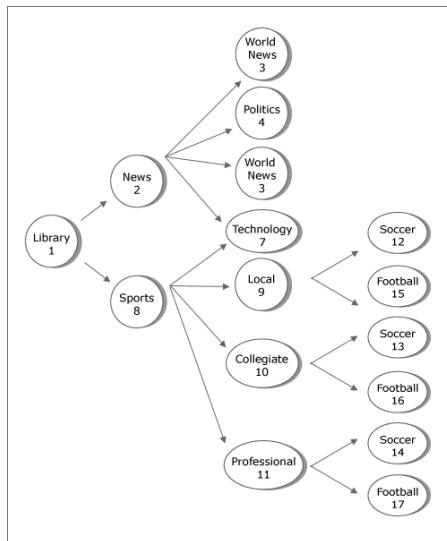 World
News
3
Politics
4
News
2
World
News
3
Library
1
Technology
7
Soccer
12
Sports
8
Local
9
Football
15
Soccer
13
Collegiate
10
Football
16
Soccer
14
Professional
11
Football
17